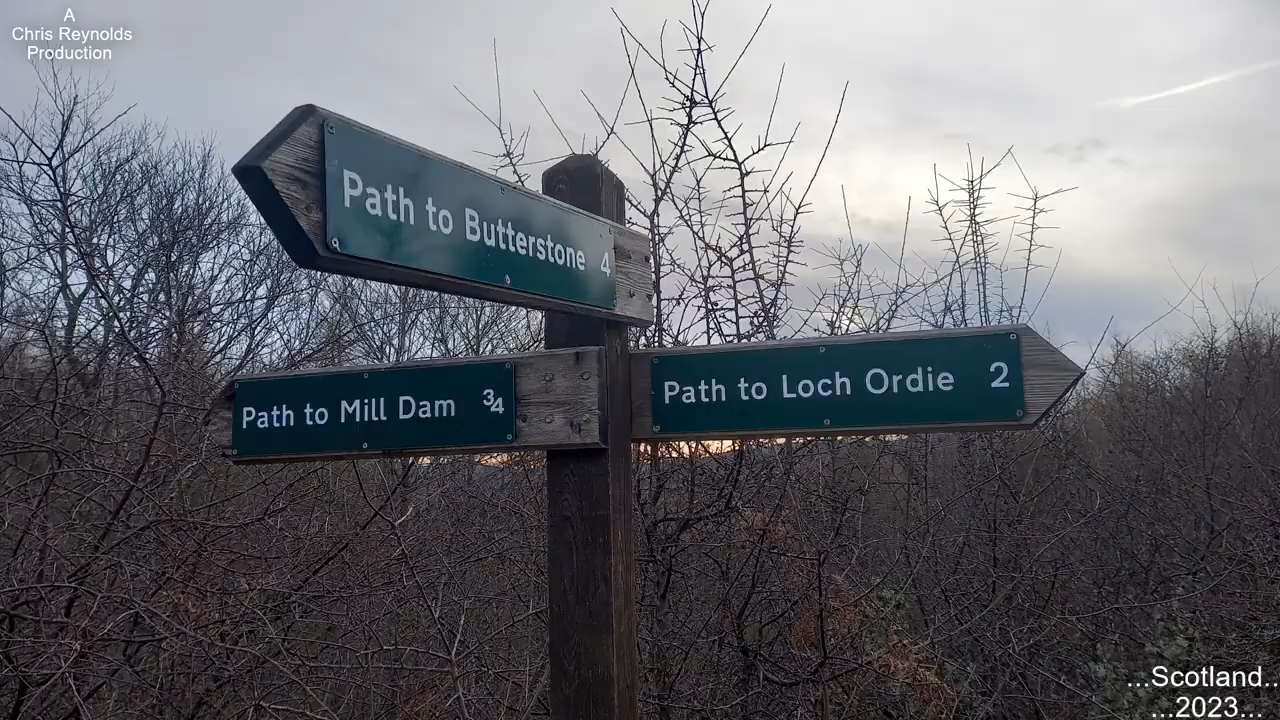 A
Chris Reynolds
Production
Path to Butterstone 4
Path to Mill Dam ¾
Path to Loch Ordie 2
...Scotland..
...2023...